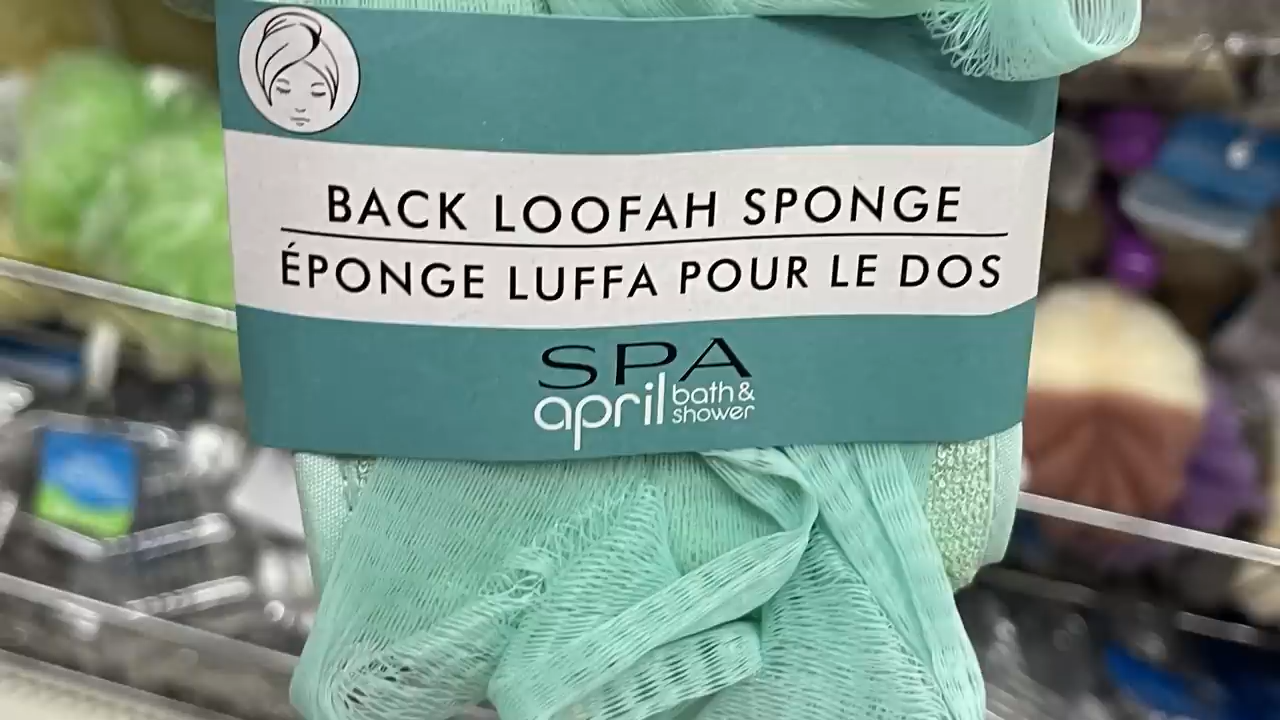 BACK LOOFAH SPONGE
ÉPONGE LUFFA POUR LE DOS
SPA
april bath &
shower